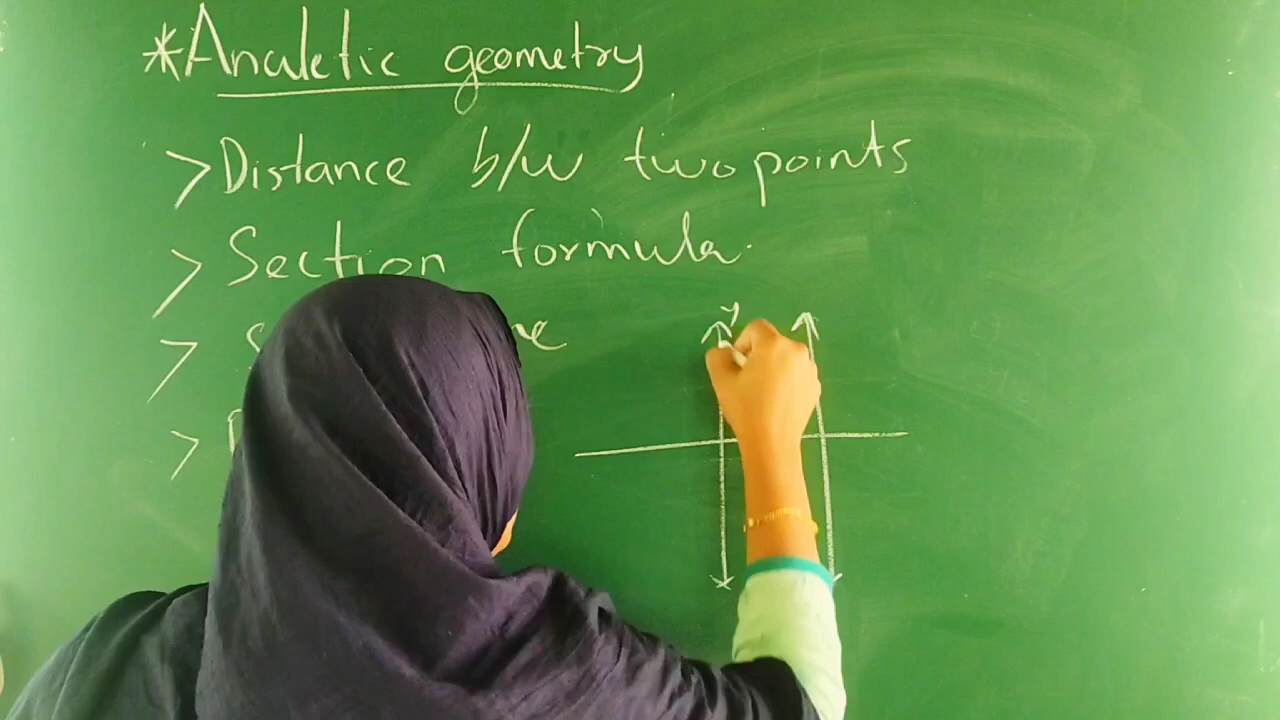 *Analetic geometry
> Distance b/w two points
> Section formula.
>
>
y